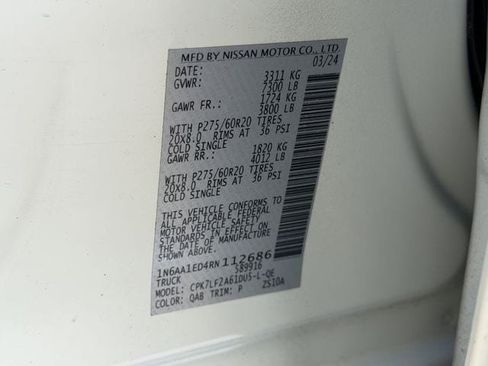 MFD BY NISSAN MOTOR CO., LTD.
DATE: 03/24
GVWR: 3311 KG
7300 LB
GAWR FR.: 1724 KG
3800 LB
WITH P275/60R20 TIRES
20X8.0 RIMS AT 36 PSI
COLD SINGLE
GAWR RR.: 1820 KG
4012 LB
WITH P275/60R20 TIRES
20X8.0 RIMS AT 36 PSI
COLD SINGLE
THIS VEHICLE CONFORMS TO
ALL APPLICABLE FEDERAL
MOTOR VEHICLE SAFETY
STANDARDS IN EFFECT ON
THE DATE OF MANUFACTURE
SHOWN ABOVE.
1N6AA1ED4RN 112686
TRUCK 589916
MODEL: CPK7LF2A61DU5-L-QE
COLOR: QAB TRIM: P ZS10A